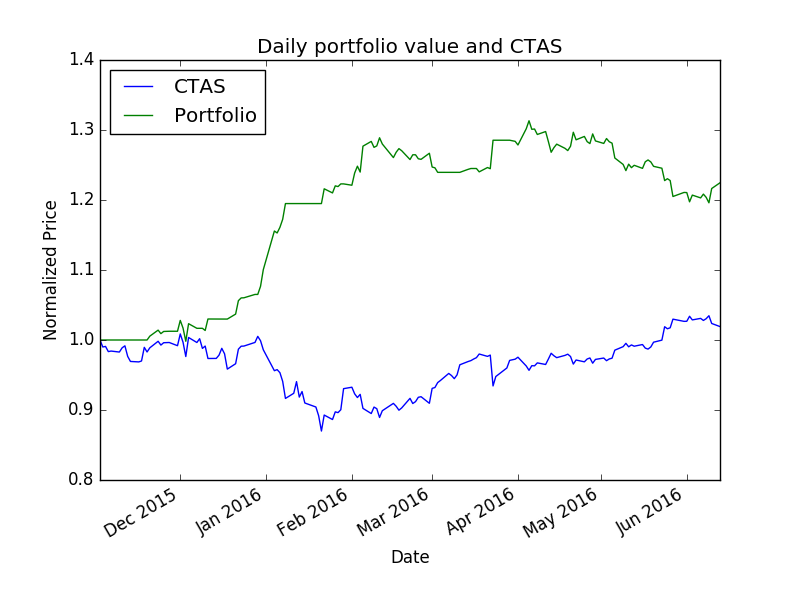 Daily portfolio value and CTAS
CTAS
Portfolio
Normalized Price
1.4
1.3
1.2
1.1
1.0
0.9
0.8
Dec 2015
Jan 2016
Feb 2016
Mar 2016
Apr 2016
May 2016
Jun 2016
Date